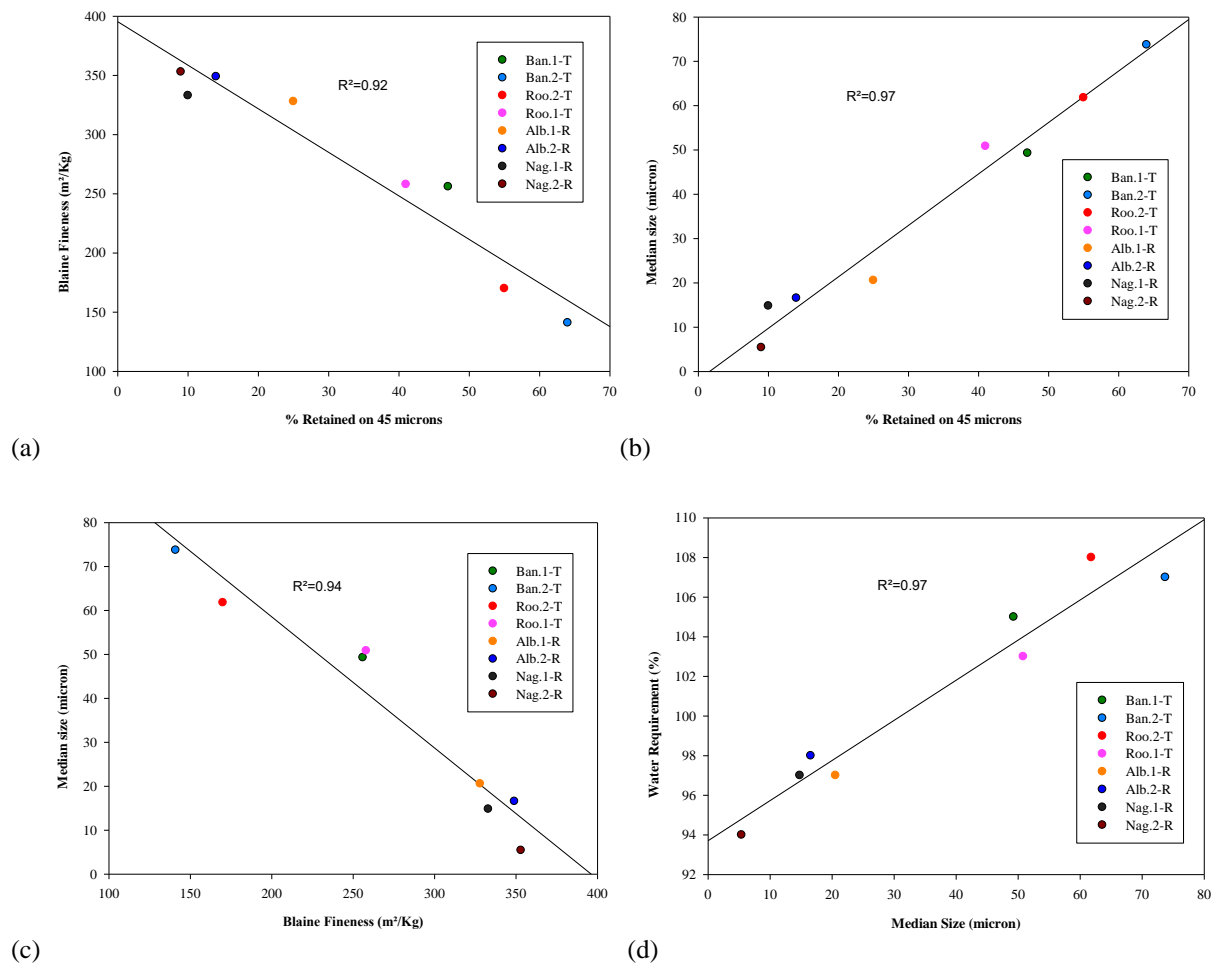 400
350
300
250
200
150
100
Blaine Fineness (m²/Kg)
R²=0.92
Ban.1-T
Ban.2-T
Roo.2-T
Roo.1-T
Alb.1-R
Alb.2-R
Nag.1-R
Nag.2-R
0 10 20 30 40 50 60 70
% Retained on 45 microns
(a)
80
70
60
50
40
30
20
10
0
Median size (micron)
R²=0.97
Ban.1-T
Ban.2-T
Roo.2-T
Roo.1-T
Alb.1-R
Alb.2-R
Nag.1-R
Nag.2-R
0 10 20 30 40 50 60 70
% Retained on 45 microns
(b)
80
70
60
50
40
30
20
10
0
Median size (micron)
R²=0.94
Ban.1-T
Ban.2-T
Roo.2-T
Roo.1-T
Alb.1-R
Alb.2-R
Nag.1-R
Nag.2-R
100 150 200 250 300 350 400
Blaine Fineness (m²/Kg)
(c)
110
108
106
104
102
100
98
96
94
92
Water Requirement (%)
R²=0.97
Ban.1-T
Ban.2-T
Roo.2-T
Roo.1-T
Alb.1-R
Alb.2-R
Nag.1-R
Nag.2-R
0 10 20 30 40 50 60 70 80
Median Size (micron)
(d)